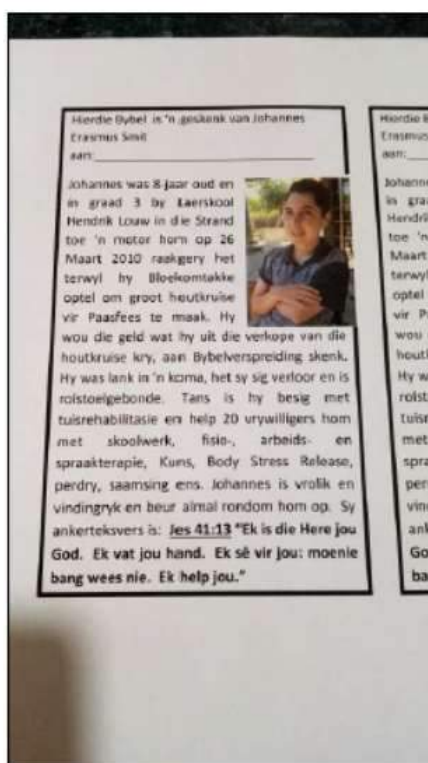 Hierdie Bybel is 'n geskenk van Johannes
Erasmus Smit
aan:
Johannes was 8 jaar oud en
in graad 3 by Laerskool
Hendrik Louw in die Strand
toe 'n motor hom op 26
Maart 2010 raakgery het
terwyl hy Bloekomtakke
optel om groot houtkruise
vir Paasfees te maak. Hy
wou die geld wat hy uit die verkope van die
houtkruise kry, aan Bybelverspreiding skenk.
Hy was lank in 'n koma, het sy sig verloor en is
rolstoelgebonde. Tans is hy besig met
tuisrehabilitasie en help 20 vrywilligers hom
met skoolwerk, fisio-, arbeids- en
spraakterapie, Kuns, Body Stress Release,
perdry, saamsing ens. Johannes is vrolik en
vindingryk en beur almal rondom hom op. Sy
ankerteksvers is: Jes 41:13 "Ek is die Here jou
God. Ek vat jou hand. Ek sê vir jou: moenie
bang wees nie. Ek help jou."